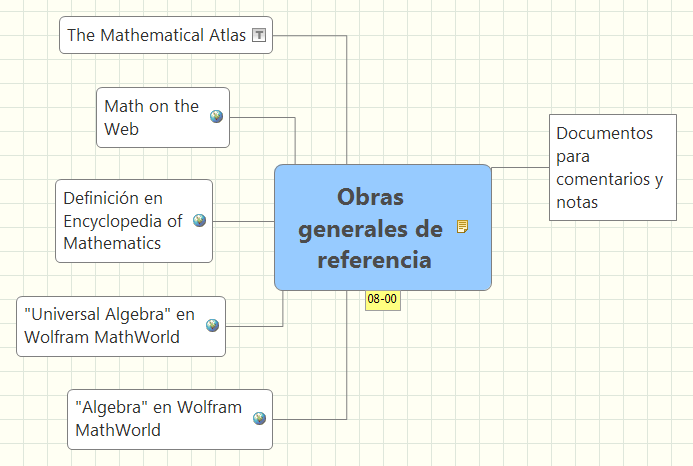 The Mathematical Atlas
T
Math on the
Web
Definición en
Encyclopedia of
Mathematics
"Universal Algebra" en
Wolfram MathWorld
"Algebra" en Wolfram
MathWorld
Obras
generales de
referencia
08-00
Documentos
para
comentarios y
notas